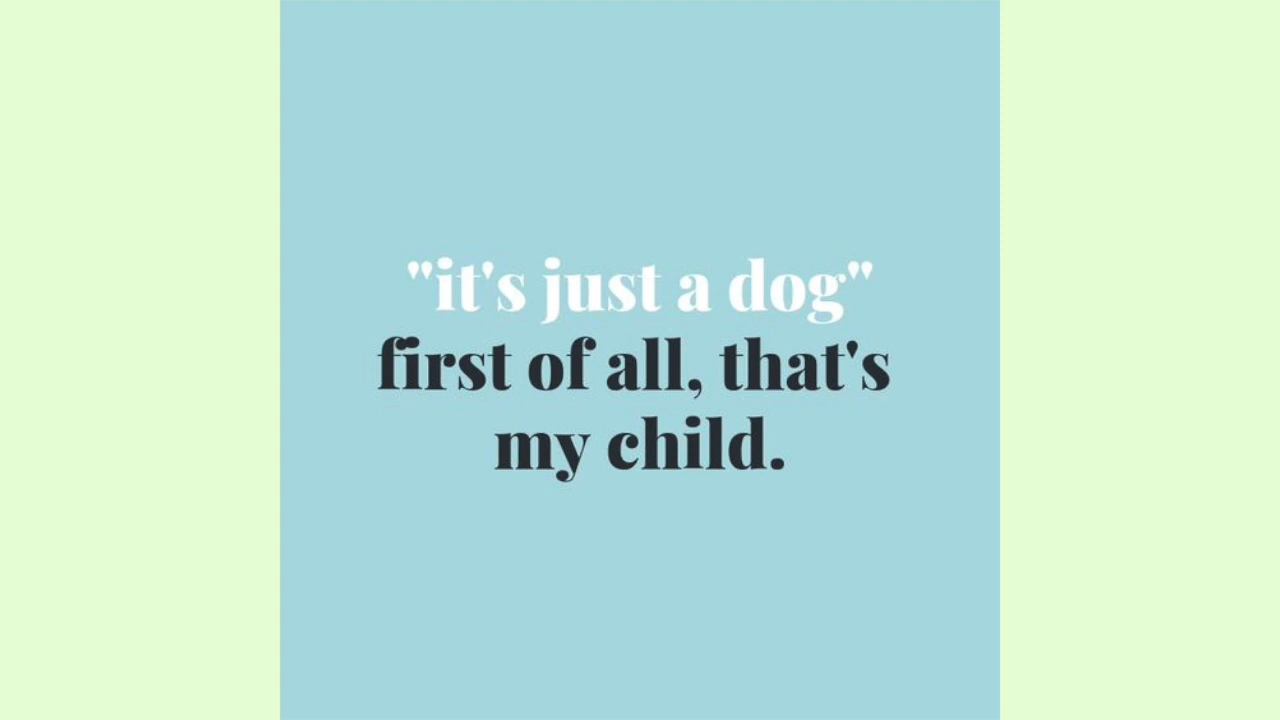 "it's just a dog"
first of all, that's
my child.